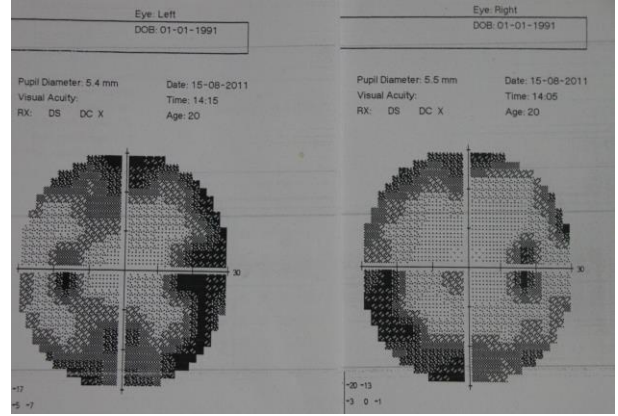 Eye: Left
DOB: 01-01-1991
Pupil Diameter: 5.4 mm
Date: 15-08-2011
Visual Acuity:
Time: 14:15
RX: DS DC X
Age: 20
30
-17
-5 -7
Eye: Right
DOB: 01-01-1991
Pupil Diameter: 5.5 mm
Date: 15-08-2011
Visual Acuity:
Time: 14:05
RX: DS DC X
Age: 20
30
-20 -13
-3 0 -1